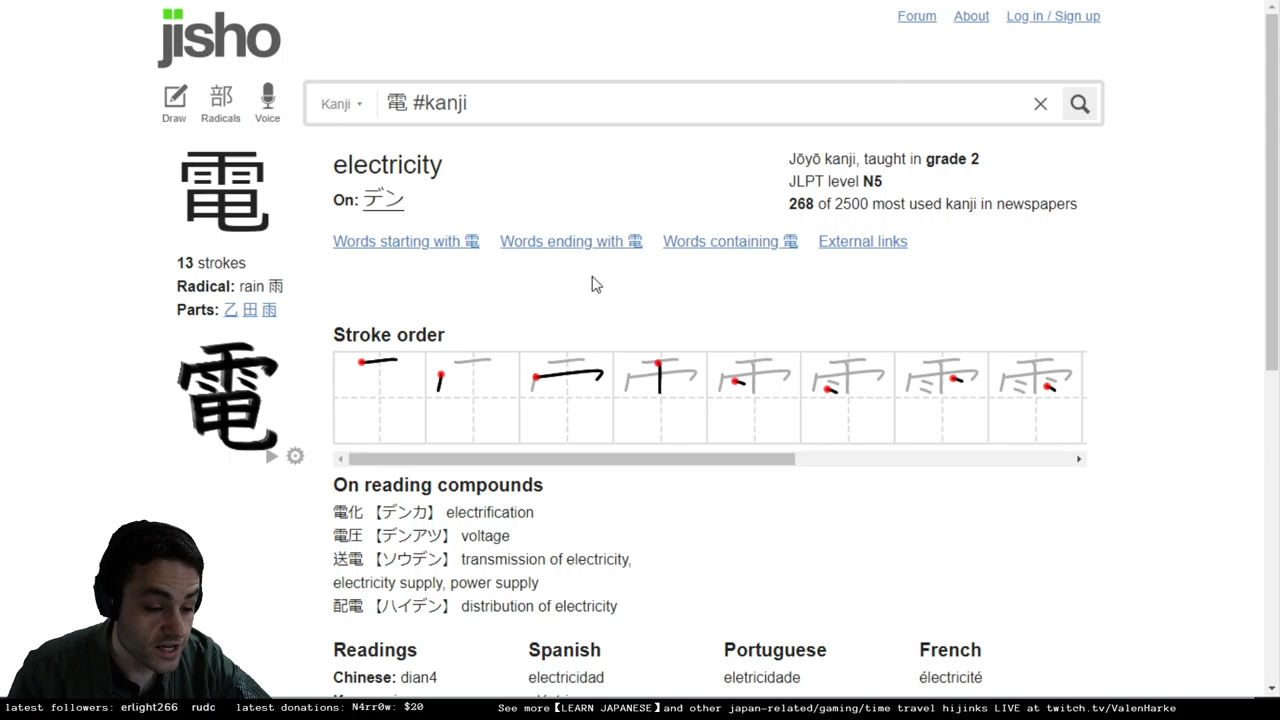 Forum About Log in / Sign up
jisho
Draw Radicals Voice
部
Kanji 電 #kanji
電
electricity
On: デン
Jōyō kanji, taught in grade 2
JLPT level N5
268 of 2500 most used kanji in newspapers
Words starting with 電 Words ending with 電 Words containing 電 External links
13 strokes
Radical: rain 雨
Parts: 乙 田 雨
電
Stroke order
On reading compounds
電化 【デンカ】 electrification
電圧 【デンアツ】 voltage
送電 【ソウデン】 transmission of electricity,
electricity supply, power supply
配電 【ハイデン】 distribution of electricity
Readings Spanish Portuguese French
Chinese: dian4 electricidad eletricidade électricité
latest followers: erlight266 rudc latest donations: N4rr0w: $20 See more【LEARN JAPANESE】and other japan-related/gaming/time travel hijinks LIVE at twitch.tv/ValenHarke